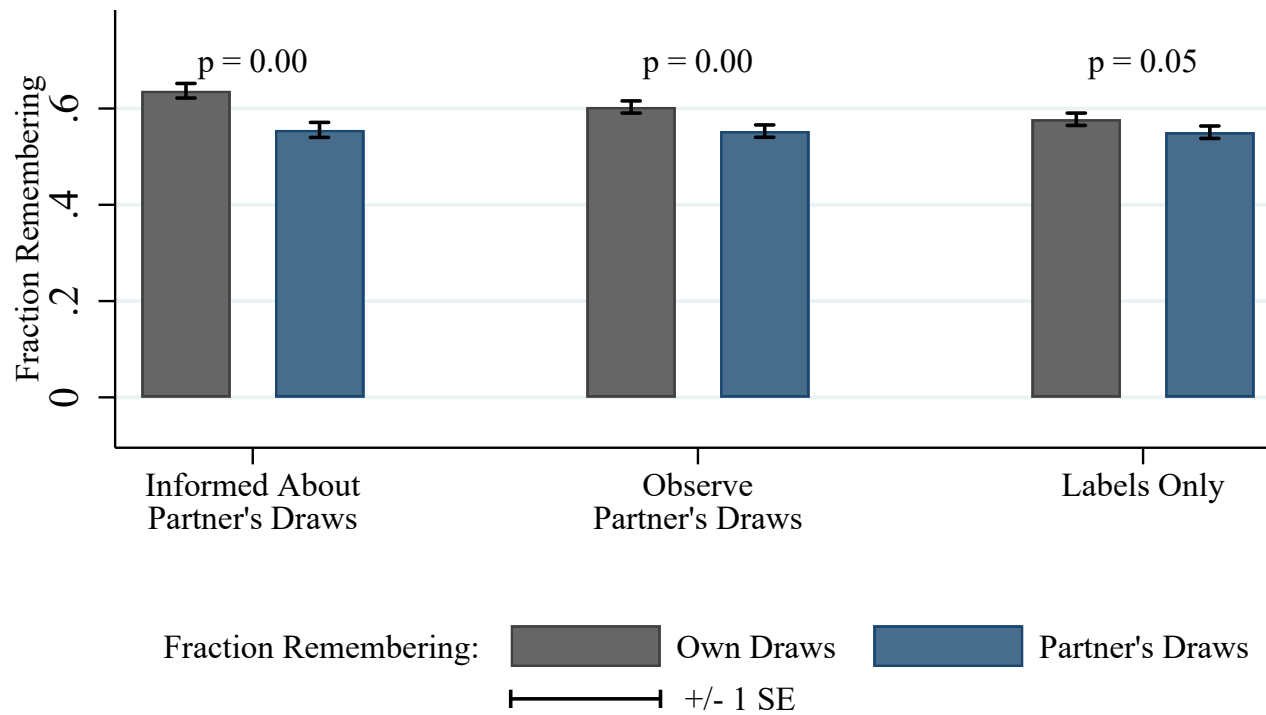 p = 0.00
p = 0.00
p = 0.05
Fraction Remembering
.6
.4
.2
0
Informed About
Partner's Draws
Observe
Partner's Draws
Labels Only
Fraction Remembering:
Own Draws
Partner's Draws
+/- 1 SE